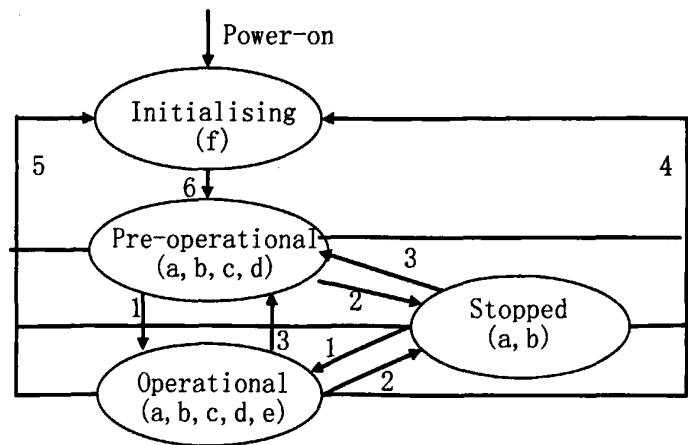 Power-on
Initialising
(f)
5
4
6
Pre-operational
(a, b, c, d)
3
2
1
Stopped
(a, b)
3
1
Operational
(a, b, c, d, e)
2